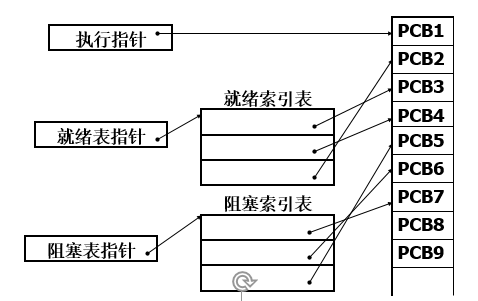 执行指针
就绪表指针
阻塞表指针
就绪索引表
阻塞索引表
PCB1
PCB2
PCB3
PCB4
PCB5
PCB6
PCB7
PCB8
PCB9